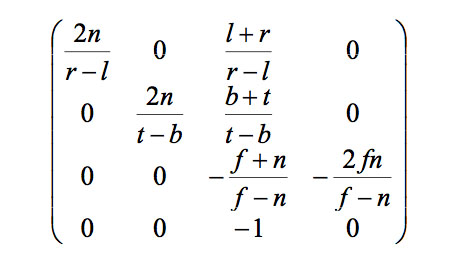 2n/(r−l) 0 (l+r)/(r−l) 0
0 2n/(t−b) (b+t)/(t−b) 0
0 0 −(f+n)/(f−n) −2fn/(f−n)
0 0 −1 0